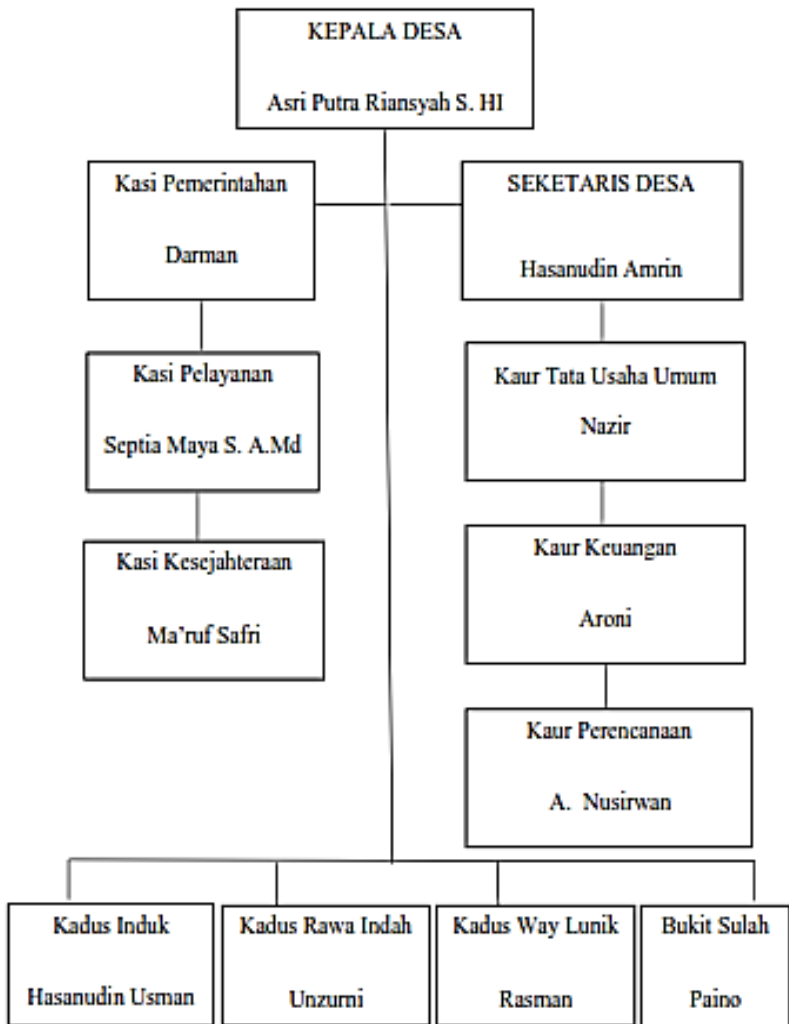 KEPALA DESA
Asri Putra Riansyah S. HI
Kasi Pemerintahan
Darman
SEKETARIS DESA
Hasanudin Amrin
Kasi Pelayanan
Septia Maya S. A.Md
Kaur Tata Usaha Umum
Nazir
Kasi Kesejahteraan
Ma'ruf Safri
Kaur Keuangan
Aroni
Kaur Perencanaan
A. Nusirwan
Kadus Induk
Hasanudin Usman
Kadus Rawa Indah
Unzurni
Kadus Way Lunik
Rasman
Bukit Sulah
Paino